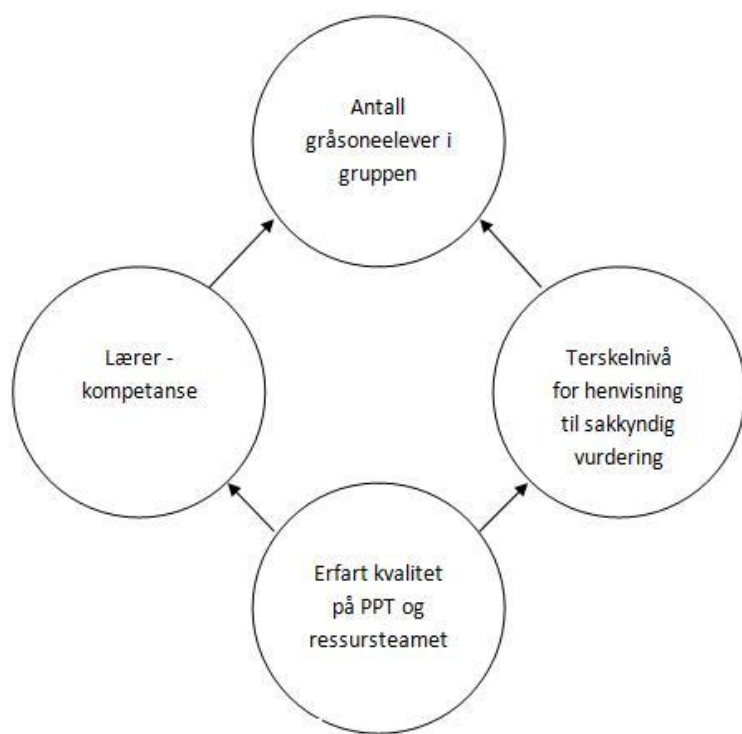 Antall
gråsoneelever i
gruppen
Lærer -
kompetanse
Terskelnivå
for henvisning
til sakkyndig
vurdering
Erfart kvalitet
på PPT og
ressursteamet